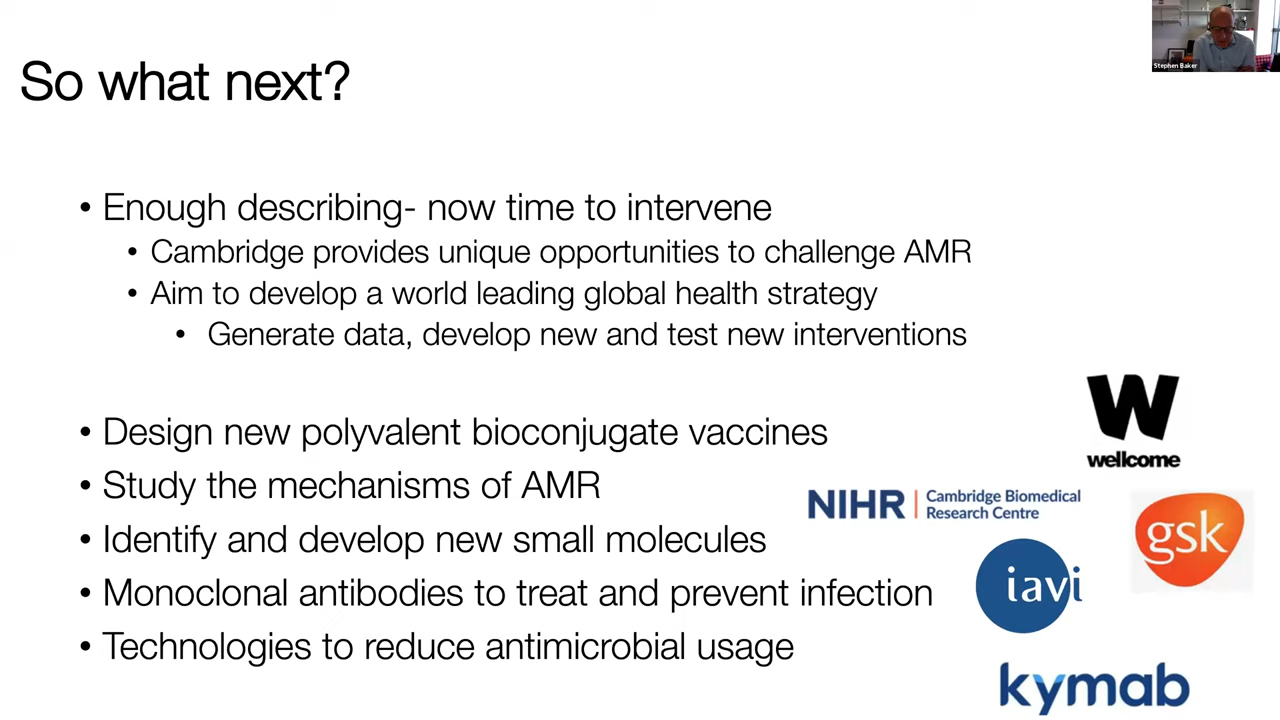 Stephen Baker
So what next?
• Enough describing- now time to intervene
• Cambridge provides unique opportunities to challenge AMR
• Aim to develop a world leading global health strategy
• Generate data, develop new and test new interventions
• Design new polyvalent bioconjugate vaccines
• Study the mechanisms of AMR
• Identify and develop new small molecules
• Monoclonal antibodies to treat and prevent infection
• Technologies to reduce antimicrobial usage
W
wellcome
NIHR | Cambridge Biomedical
Research Centre
gsk
iavi
kymab